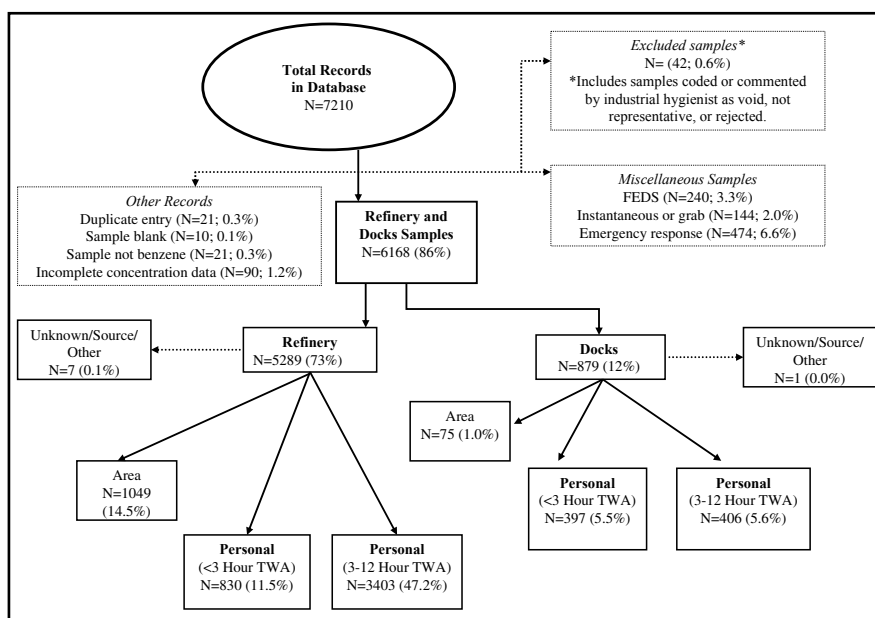 Total Records
in Database
N=7210
Excluded samples*
N= (42; 0.6%)
*Includes samples coded or commented
by industrial hygienist as void, not
representative, or rejected.
Other Records
Duplicate entry (N=21; 0.3%)
Sample blank (N=10; 0.1%)
Sample not benzene (N=21; 0.3%)
Incomplete concentration data (N=90; 1.2%)
Refinery and
Docks Samples
N=6168 (86%)
Miscellaneous Samples
FEDS (N=240; 3.3%)
Instantaneous or grab (N=144; 2.0%)
Emergency response (N=474; 6.6%)
Unknown/Source/
Other
N=7 (0.1%)
Refinery
N=5289 (73%)
Docks
N=879 (12%)
Unknown/Source/
Other
N=1 (0.0%)
Area
N=1049
(14.5%)
Personal
(<3 Hour TWA)
N=830 (11.5%)
Personal
(3-12 Hour TWA)
N=3403 (47.2%)
Area
N=75 (1.0%)
Personal
(<3 Hour TWA)
N=397 (5.5%)
Personal
(3-12 Hour TWA)
N=406 (5.6%)